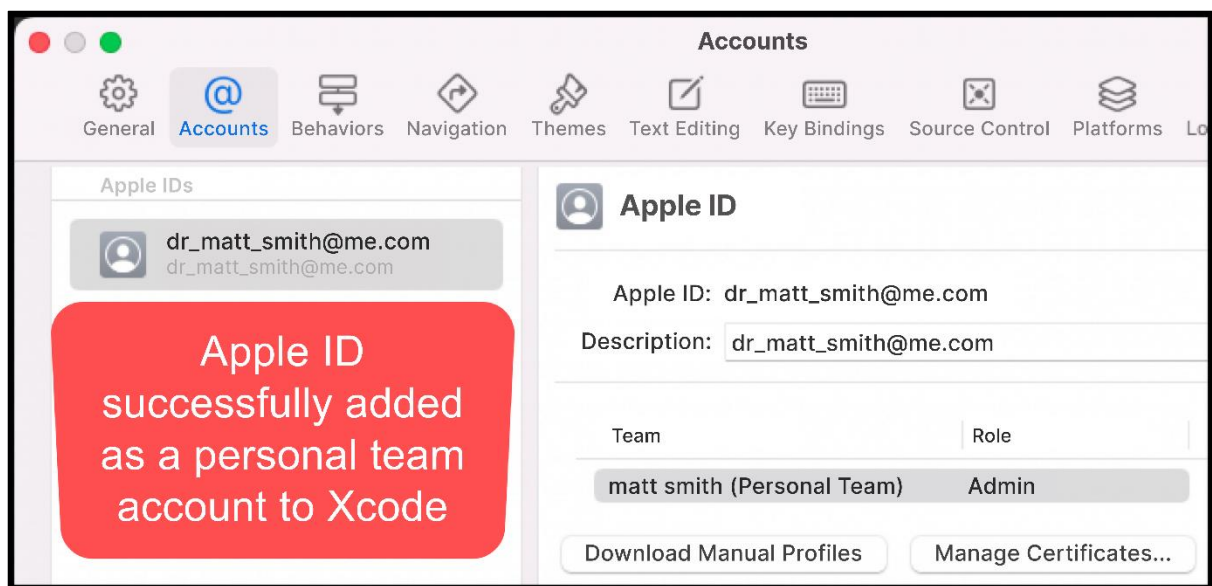 Accounts
General Accounts Behaviors Navigation Themes Text Editing Key Bindings Source Control Platforms Lo
Apple IDs
dr_matt_smith@me.com
dr_matt_smith@me.com
Apple ID
successfully added
as a personal team
account to Xcode
Apple ID
Apple ID: dr_matt_smith@me.com
Description: dr_matt_smith@me.com
Team Role
matt smith (Personal Team) Admin
Download Manual Profiles Manage Certificates...